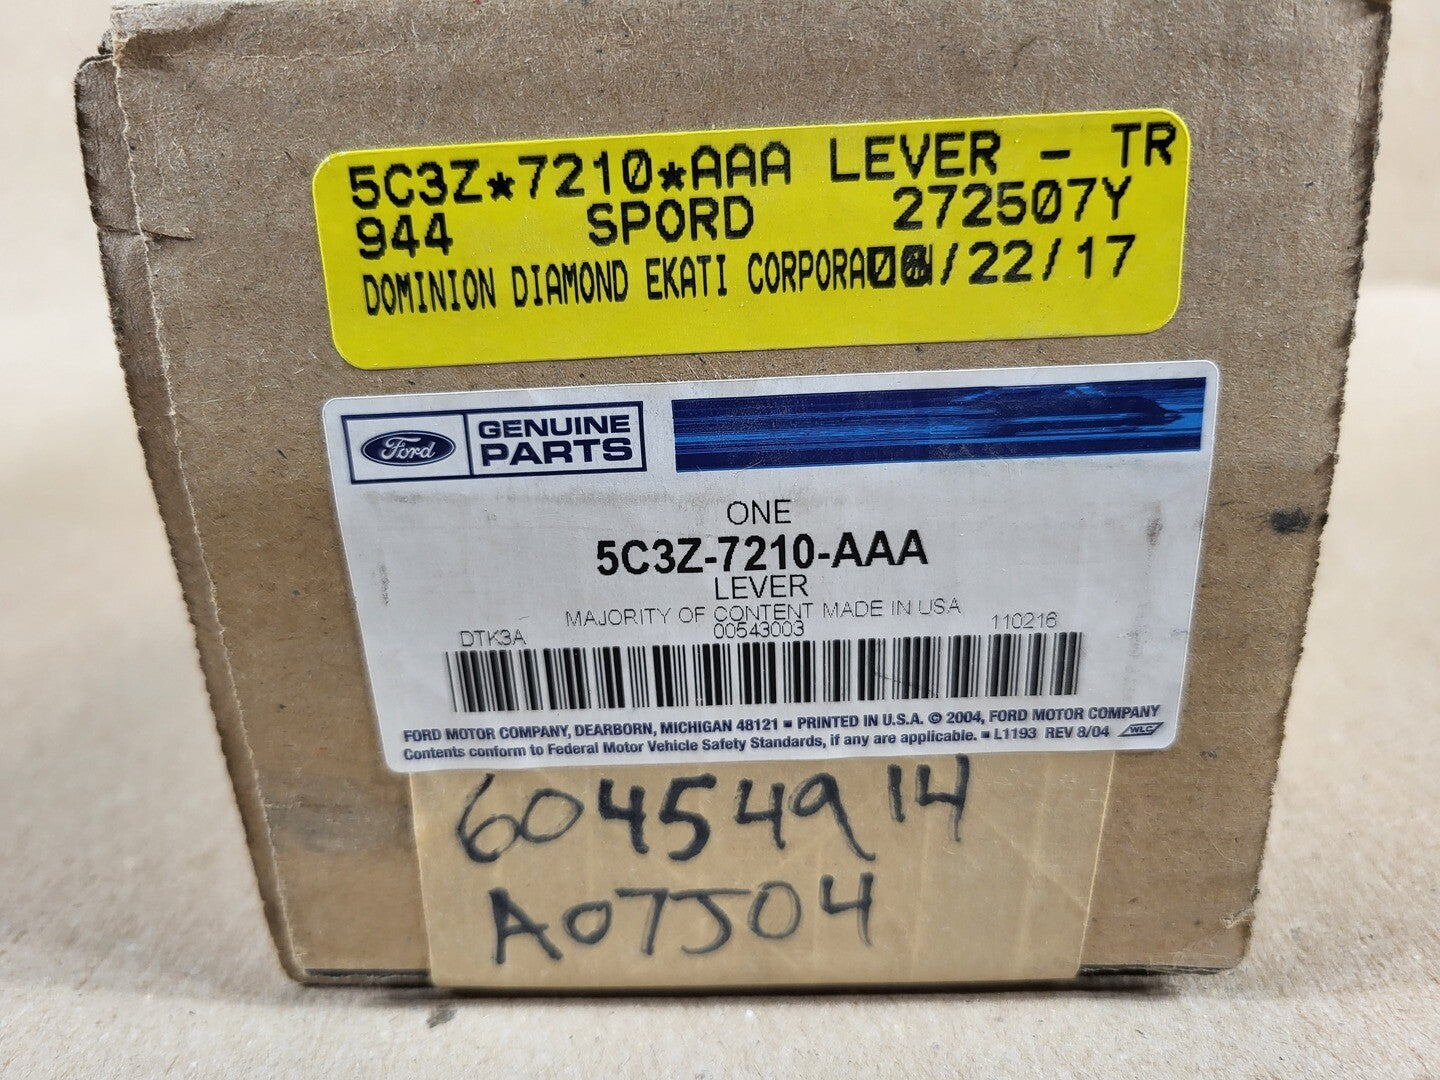 5C3Z*7210*AAA LEVER - TR
944 SPORD 272507Y
DOMINION DIAMOND EKATI CORPORA /22/17
Ford GENUINE PARTS
ONE
5C3Z-7210-AAA
LEVER
MAJORITY OF CONTENT MADE IN USA
DTK3A 00543003 110216
FORD MOTOR COMPANY, DEARBORN, MICHIGAN 48121 ▪ PRINTED IN U.S.A. © 2004, FORD MOTOR COMPANY
Contents conform to Federal Motor Vehicle Safety Standards, if any are applicable. ▪ L1193 REV 8/04 WLC
60454914
A07J04